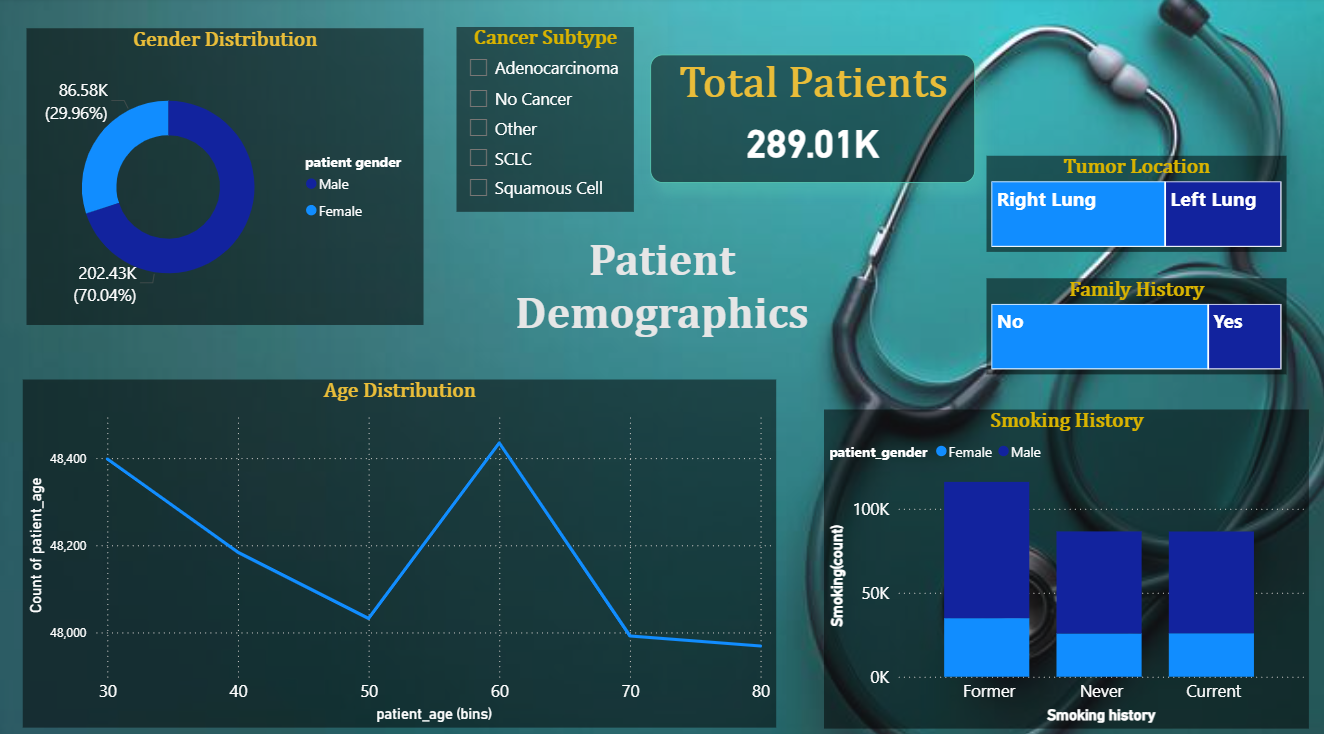 Gender Distribution
86.58K
(29.96%)
patient gender
Male
Female
202.43K
(70.04%)
Cancer Subtype
Adenocarcinoma
No Cancer
Other
SCLC
Squamous Cell
Total Patients
289.01K
Tumor Location
Right Lung
Left Lung
Patient
Demographics
Family History
No
Yes
Age Distribution
Count of patient_age
48,400
48,200
48,000
30 40 50 60 70 80
patient_age (bins)
Smoking History
patient_gender Female Male
Smoking(count)
100K
50K
0K
Former Never Current
Smoking history